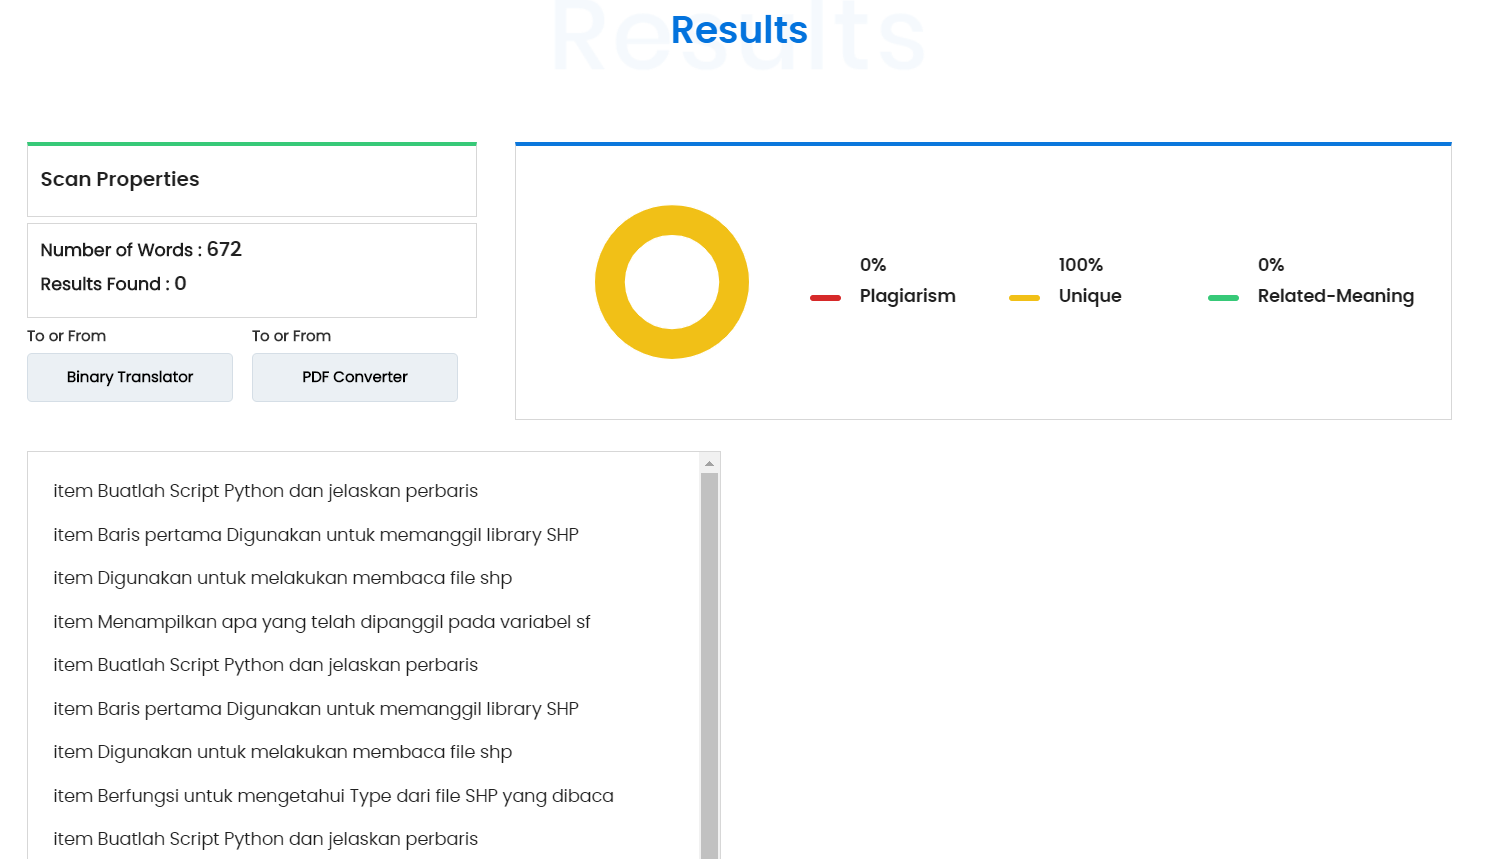 Results
Results
Scan Properties
Number of Words : 672
Results Found : 0
To or From
To or From
Binary Translator
PDF Converter
0%
Plagiarism
100%
Unique
0%
Related-Meaning
item Buatlah Script Python dan jelaskan perbaris
item Baris pertama Digunakan untuk memanggil library SHP
item Digunakan untuk melakukan membaca file shp
item Menampilkan apa yang telah dipanggil pada variabel sf
item Buatlah Script Python dan jelaskan perbaris
item Baris pertama Digunakan untuk memanggil library SHP
item Digunakan untuk melakukan membaca file shp
item Berfungsi untuk mengetahui Type dari file SHP yang dibaca
item Buatlah Script Python dan jelaskan perbaris